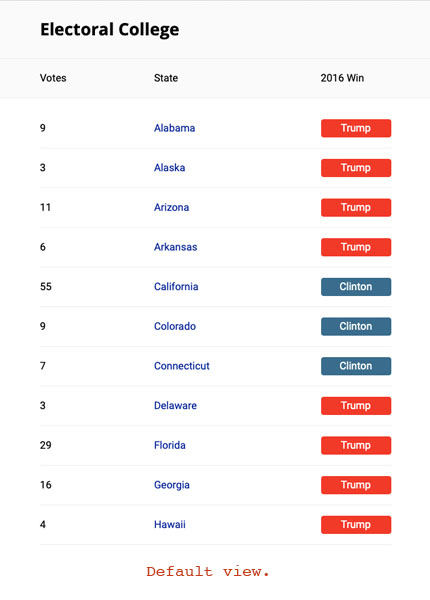 Electoral College
Votes State 2016 Win
9 Alabama Trump
3 Alaska Trump
11 Arizona Trump
6 Arkansas Trump
55 California Clinton
9 Colorado Clinton
7 Connecticut Clinton
3 Delaware Trump
29 Florida Trump
16 Georgia Trump
4 Hawaii Trump
Default view.